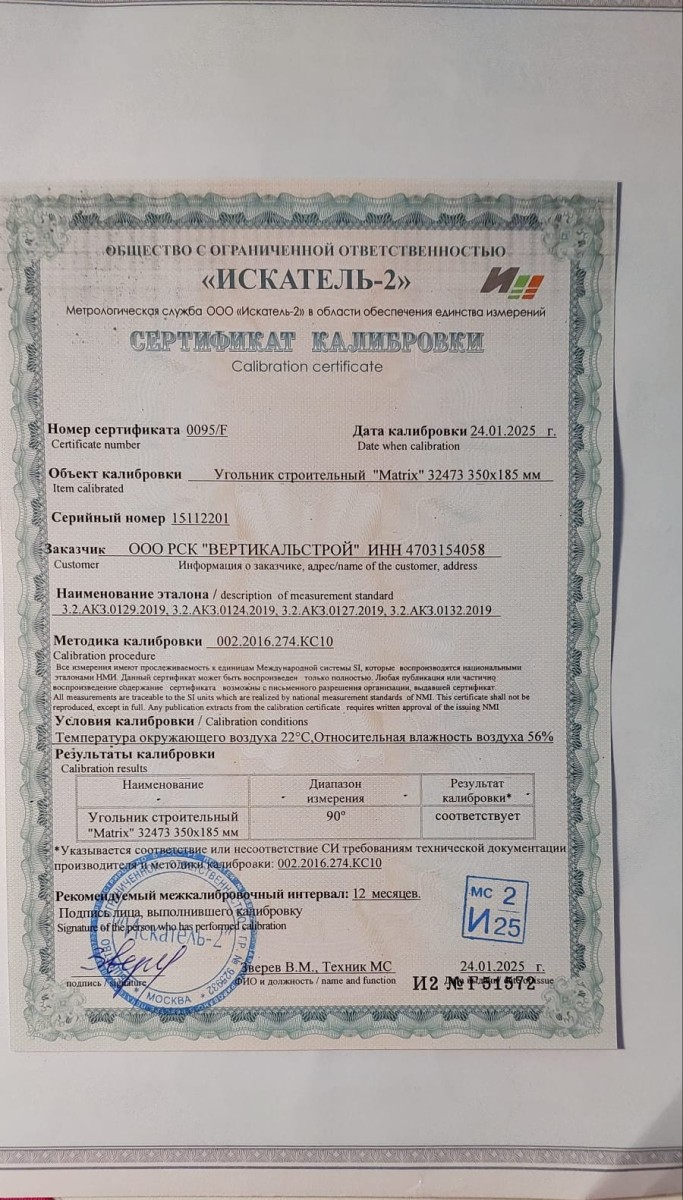 ОБЩЕСТВО С ОГРАНИЧЕННОЙ ОТВЕТСТВЕННОСТЬЮ
«ИСКАТЕЛЬ-2»
Метрологическая служба ООО «Искатель-2» в области обеспечения единства измерений
СЕРТИФИКАТ КАЛИБРОВКИ
Calibration certificate
Номер сертификата 0095/F Дата калибровки 24.01.2025 г.
Certificate number Date when calibration
Объект калибровки Угольник строительный "Matrix" 32473 350х185 мм
Item calibrated
Серийный номер 15112201
Заказчик ООО РСК "ВЕРТИКАЛЬСТРОЙ" ИНН 4703154058
Customer Информация о заказчике, адрес/name of the customer, address
Наименование эталона / description of measurement standard
3.2.АКЗ.0129.2019, 3.2.АКЗ.0124.2019, 3.2.АКЗ.0127.2019, 3.2.АКЗ.0132.2019
Методика калибровки 002.2016.274.КС10
Calibration procedure
Все измерения имеют прослеживаемость к единицам Международной системы SI, которые воспроизводятся национальными
эталонами НМИ. Данный сертификат может быть воспроизведен только полностью. Любая публикация или частично
воспроизведение содержание сертификата возможны с письменного разрешения организации, выдавшей сертификат.
All measurements are traceable to the SI units which are realized by national measurement standards of NMI. This certificate shall not be
reproduced, except in full. Any publication extracts from the calibration certificate requires written approval of the issuing NMI
Условия калибровки / Calibration conditions
Температура окружающего воздуха 22°С,Относительная влажность воздуха 56%
Результаты калибровки
Calibration results
Наименование Диапазон измерения Результат калибровки*
Угольник строительный "Matrix" 32473 350х185 мм 90° соответствует
*Указывается соответствие или несоответствие СИ требованиям технической документации
производителя и методики калибровки: 002.2016.274.КС10
Рекомендуемый межкалибровочный интервал: 12 месяцев.
Подпись лица, выполнившего калибровку
Signature of the person who has performed calibration
Искатель-2
МОСКВА
МС 2
И 25
Зверев В.М., Техник МС 24.01.2025 г.
подпись / signature ФИО и должность / name and function
И2 № 151572